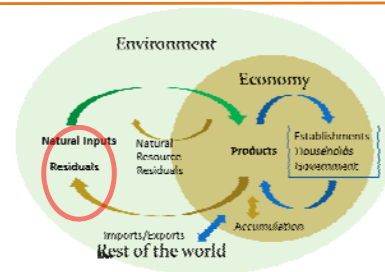 Environment
Economy
Natural Inputs
Residuals
Natural
Resource
Residuals
Products
Establishments
Households
Government
Accumulation
Imports/Exports
Rest of the world